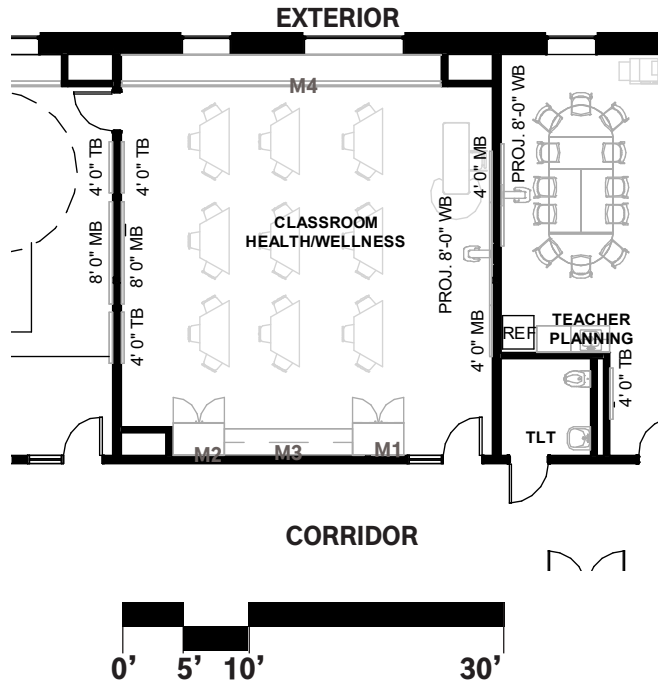 EXTERIOR
M4
4' 0" TB
4' 0" TB
4' 0" MB
PROJ. 8'-0" WB
8' 0" MB
8' 0" MB
CLASSROOM
HEALTH/WELLNESS
PROJ. 8'-0" WB
4' 0" TB
4' 0" MB
REF
TEACHER
PLANNING
4' 0" TB
TLT
M2
M3
M1
CORRIDOR
0'
5'
10'
30'